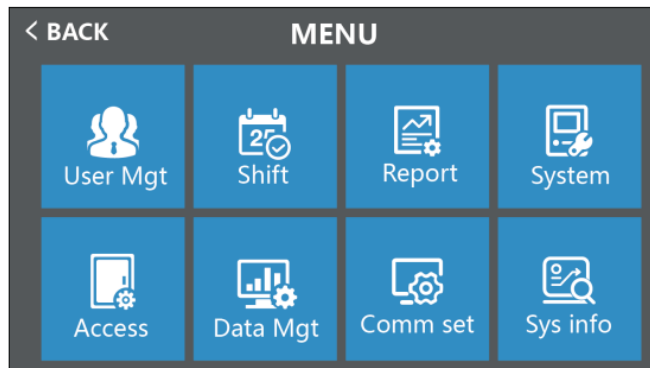 < BACK MENU
User Mgt Shift Report System
Access Data Mgt Comm set Sys info